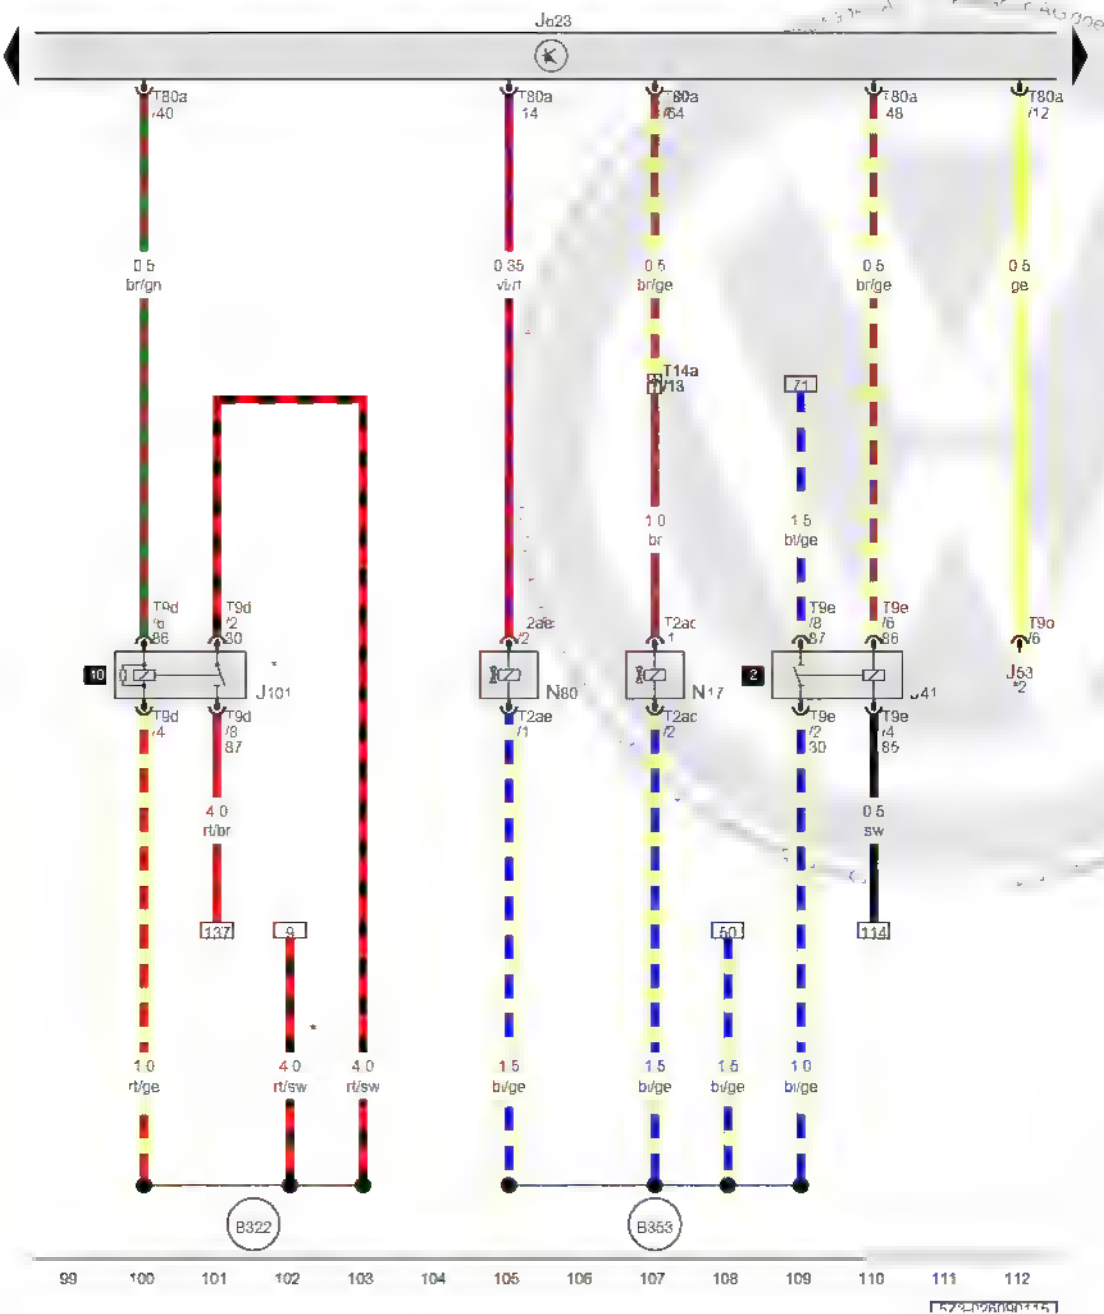 T80a
/40
T80a
14
T80a
/64
T80a
48
T80a
/12
0.5
br/gn
0.35
vi/rt
0.5
br/ge
0.5
br/ge
0.5
ge
T14a
/13
71
1.0
br
1.5
bl/ge
T9d
/6
86
T9d
/2
30
2ae
/2
T2ac
1
T9e
/8
87
T9e
/6
86
/6
10
*
J101
N80
N17
2
J41
J53
*2
T9d
/4
T9d
/8
87
T2ae
/1
T2ac
/2
T9e
/2
30
T9e
/4
85
4.0
rt/br
0.5
sw
137
9
50
114
*
1.0
rt/ge
4.0
rt/sw
4.0
rt/sw
1.5
bl/ge
1.5
bl/ge
1.5
bl/ge
1.0
bl/ge
B322
B353
99 100 101 102 103 104 105 106 107 108 109 110 111 112